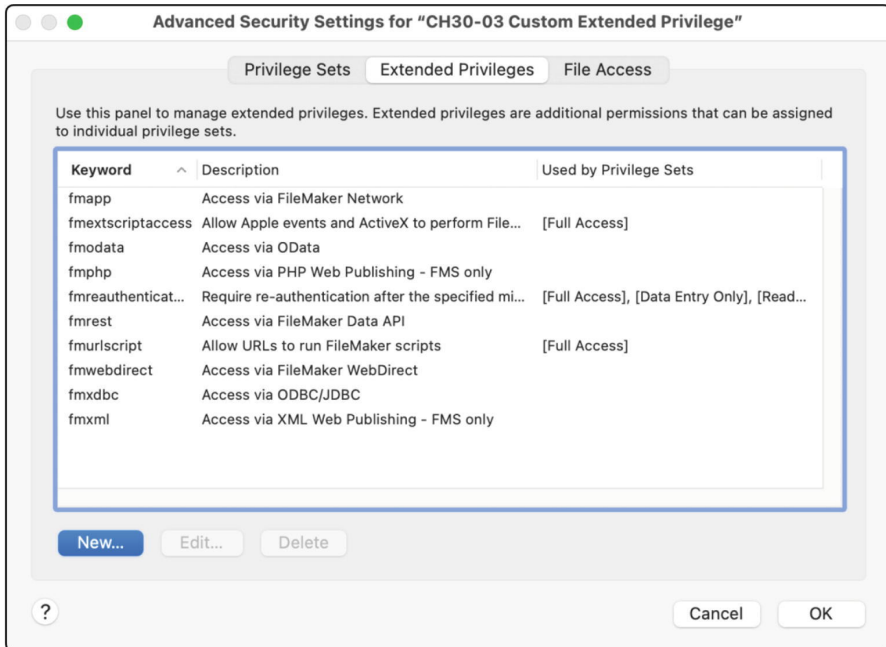 Advanced Security Settings for “CH30-03 Custom Extended Privilege”
Privilege Sets Extended Privileges File Access
Use this panel to manage extended privileges. Extended privileges are additional permissions that can be assigned
to individual privilege sets.
Keyword Description Used by Privilege Sets
fmapp Access via FileMaker Network
fmextscriptaccess Allow Apple events and ActiveX to perform File... [Full Access]
fmodata Access via OData
fmphp Access via PHP Web Publishing - FMS only
fmreauthenticat... Require re-authentication after the specified mi... [Full Access], [Data Entry Only], [Read...
fmrest Access via FileMaker Data API
fmurlscript Allow URLs to run FileMaker scripts [Full Access]
fmwebdirect Access via FileMaker WebDirect
fmxdbc Access via ODBC/JDBC
fmxml Access via XML Web Publishing - FMS only
New... Edit... Delete
? Cancel OK